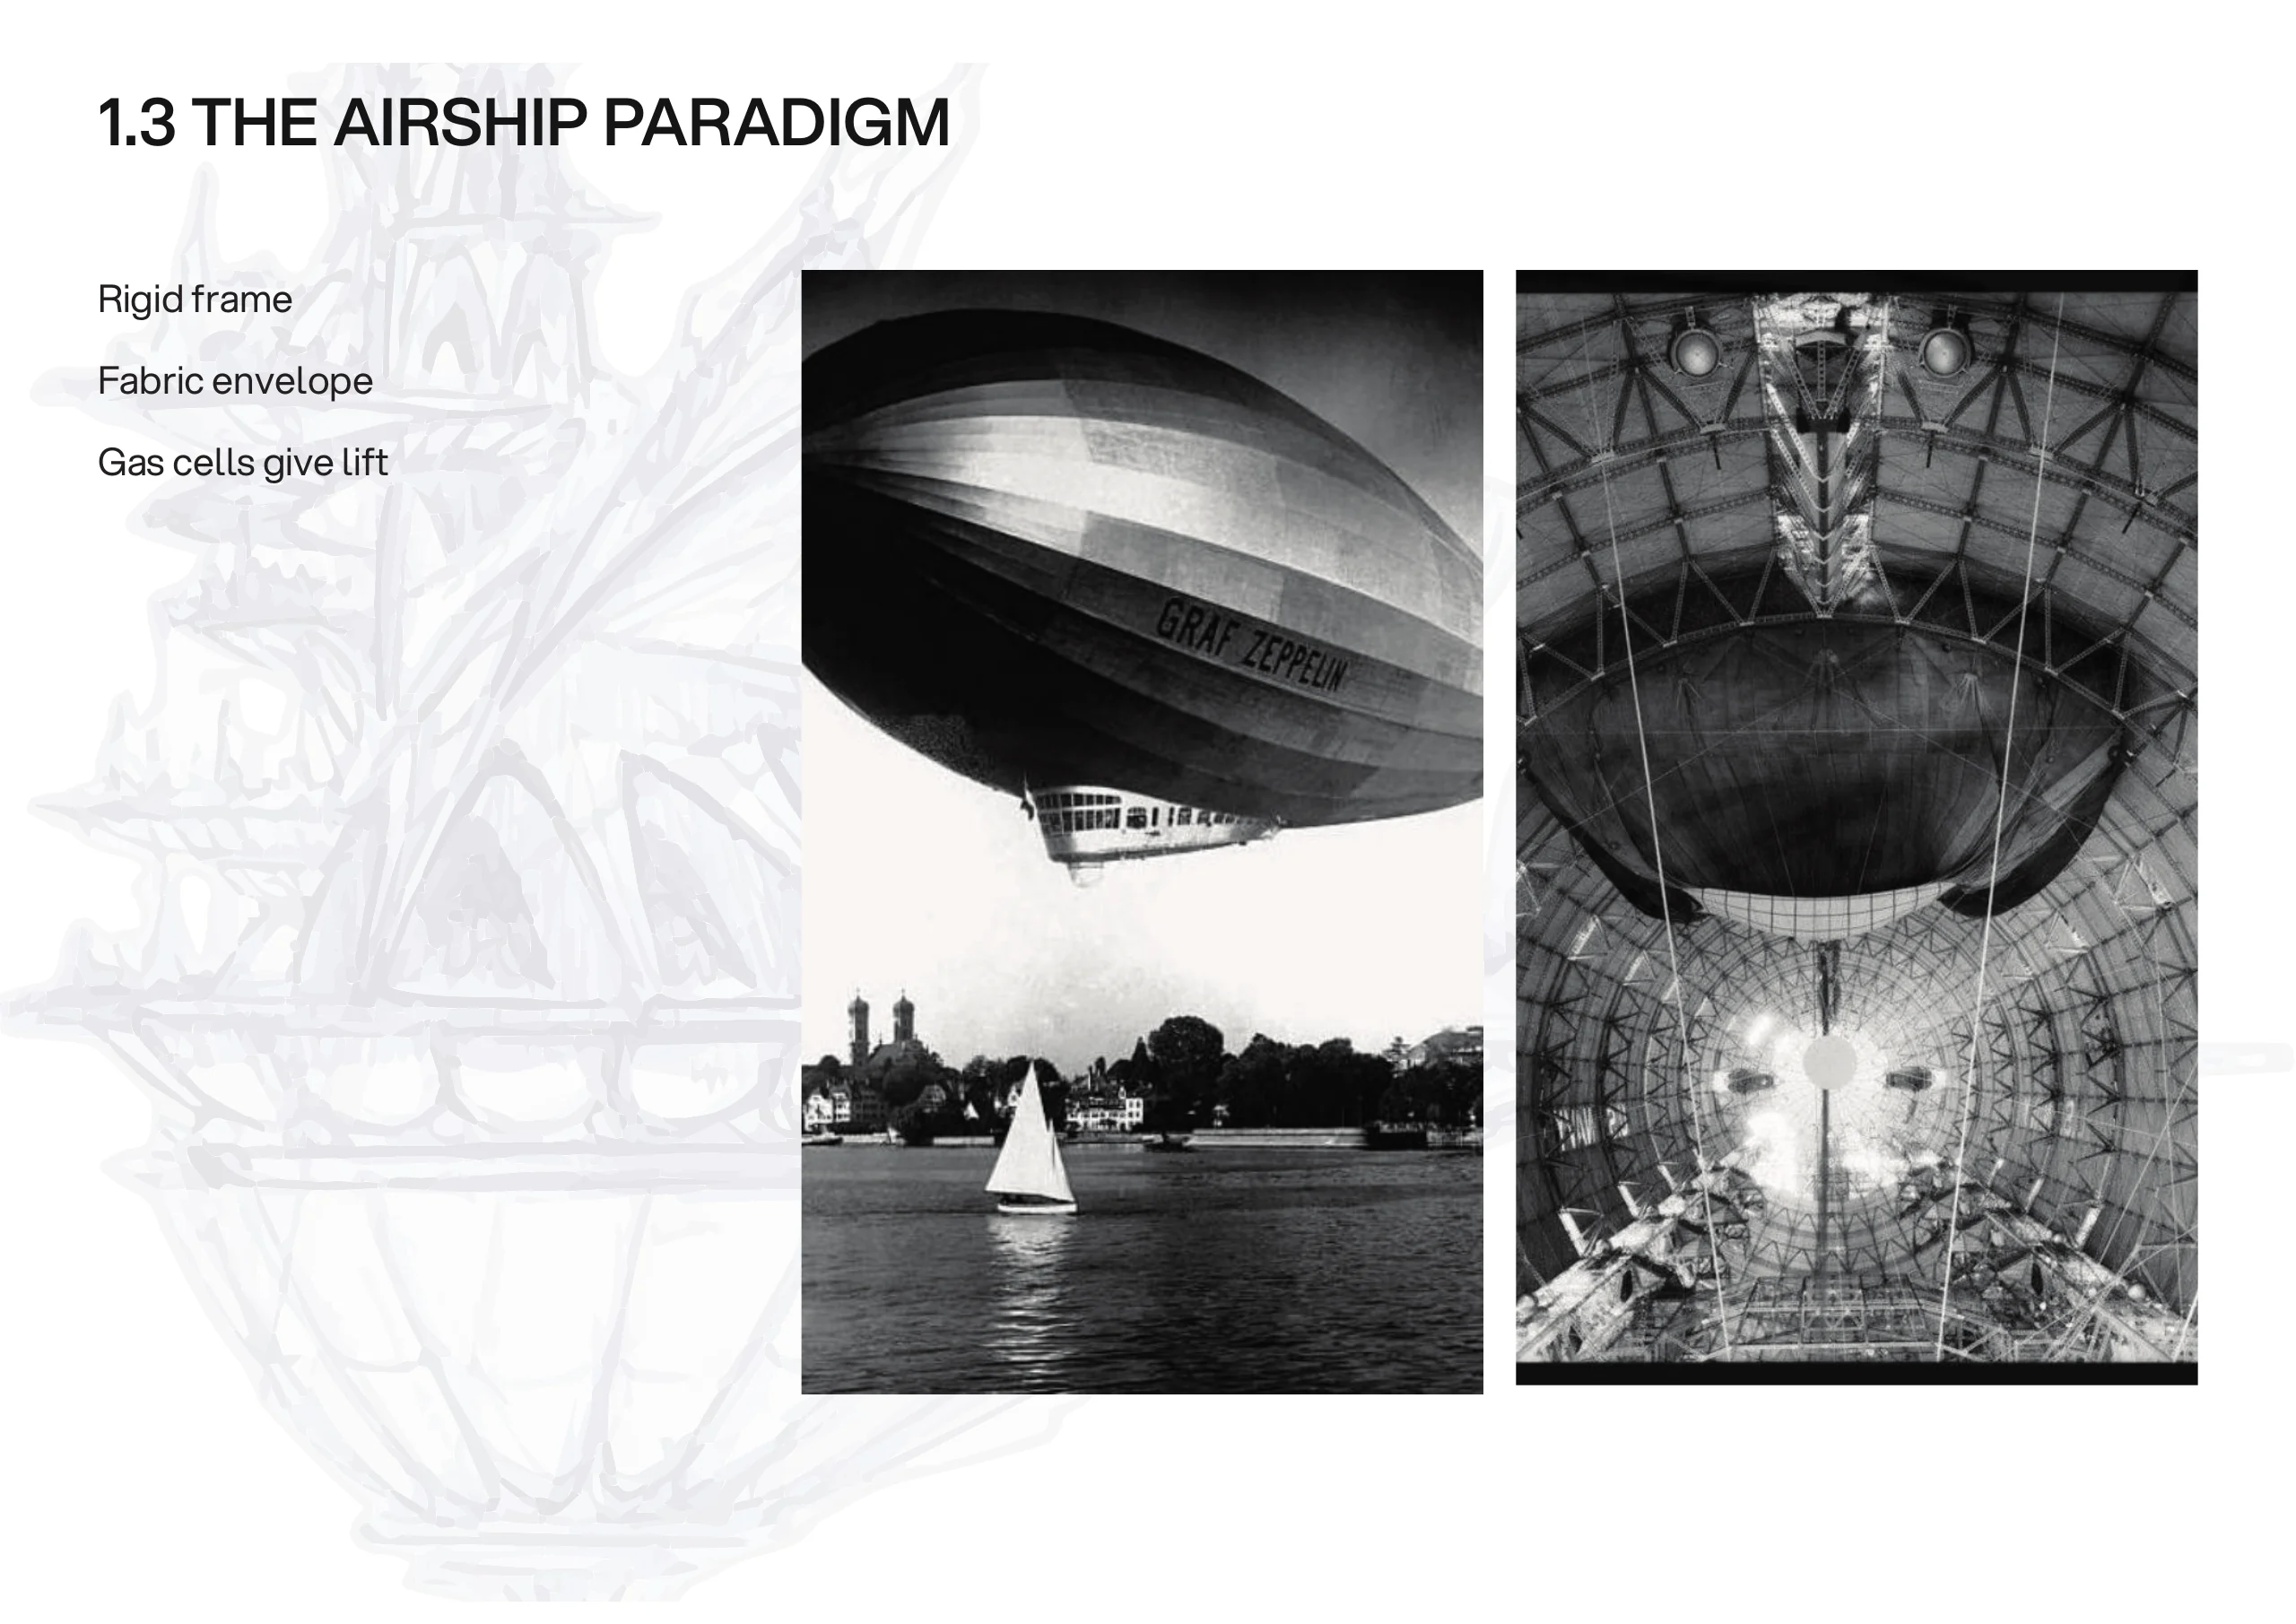 1.3 THE AIRSHIP PARADIGM
Rigid frame
Fabric envelope
Gas cells give lift
GRAF ZEPPELIN